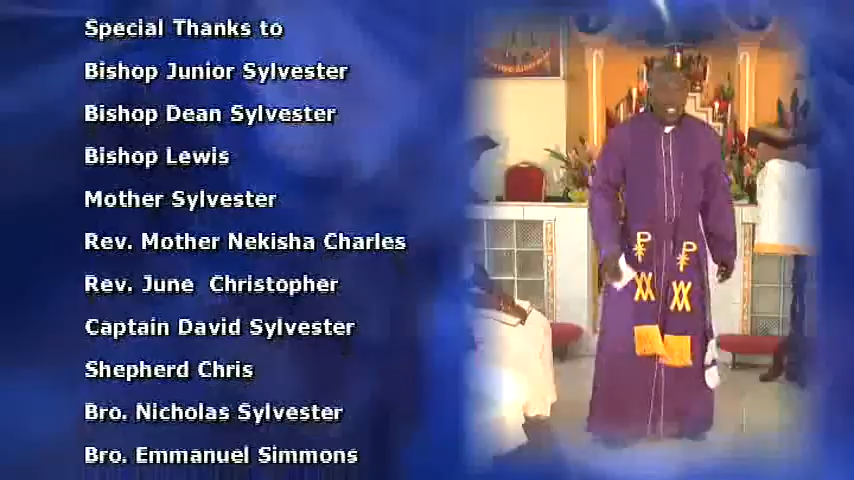 Special Thanks to
Bishop Junior Sylvester
Bishop Dean Sylvester
Bishop Lewis
Mother Sylvester
Rev. Mother Nekisha Charles
Rev. June Christopher
Captain David Sylvester
Shepherd Chris
Bro. Nicholas Sylvester
Bro. Emmanuel Simmons